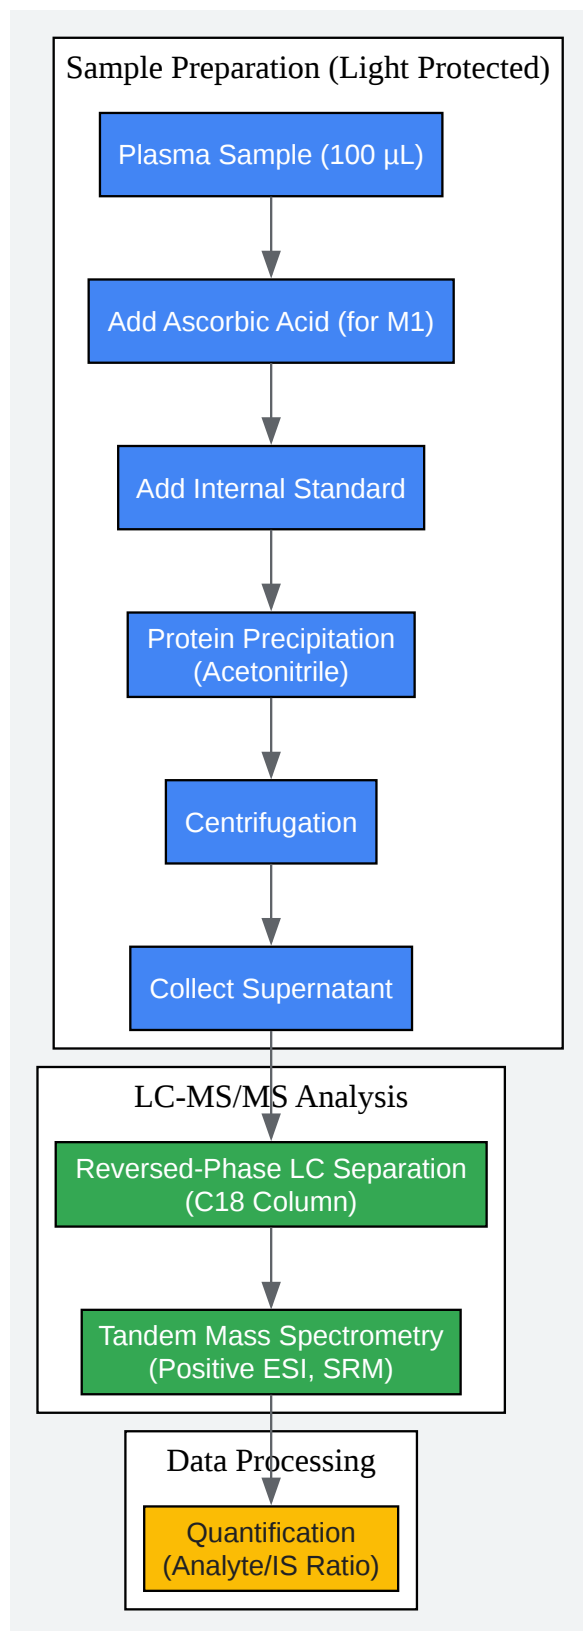 Sample Preparation (Light Protected)
Plasma Sample (100 µL)
Add Ascorbic Acid (for M1)
Add Internal Standard
Protein Precipitation
(Acetonitrile)
Centrifugation
Collect Supernatant
LC-MS/MS Analysis
Reversed-Phase LC Separation
(C18 Column)
Tandem Mass Spectrometry
(Positive ESI, SRM)
Data Processing
Quantification
(Analyte/IS Ratio)